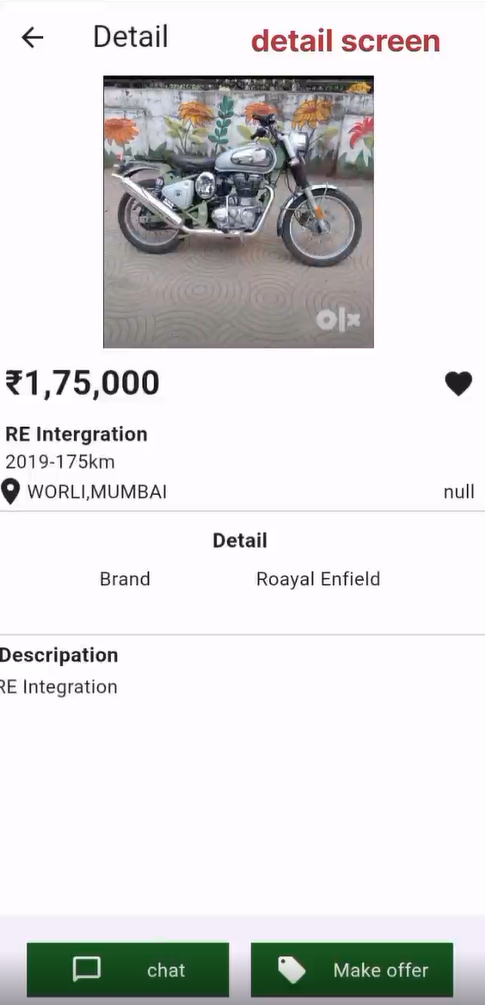 Detail
detail screen
olx
₹1,75,000
RE Intergration
2019-175km
WORLI,MUMBAI
null
Detail
Brand
Roayal Enfield
Descripation
RE Integration
chat
Make offer